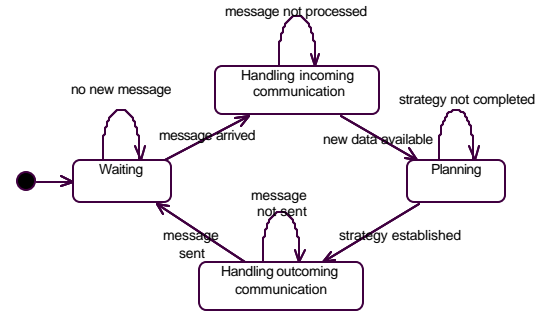 message not processed
Handling incoming
communication
no new message
strategy not completed
message arrived
new data available
Waiting
Planning
message
not sent
message
sent
strategy established
Handling outcoming
communication